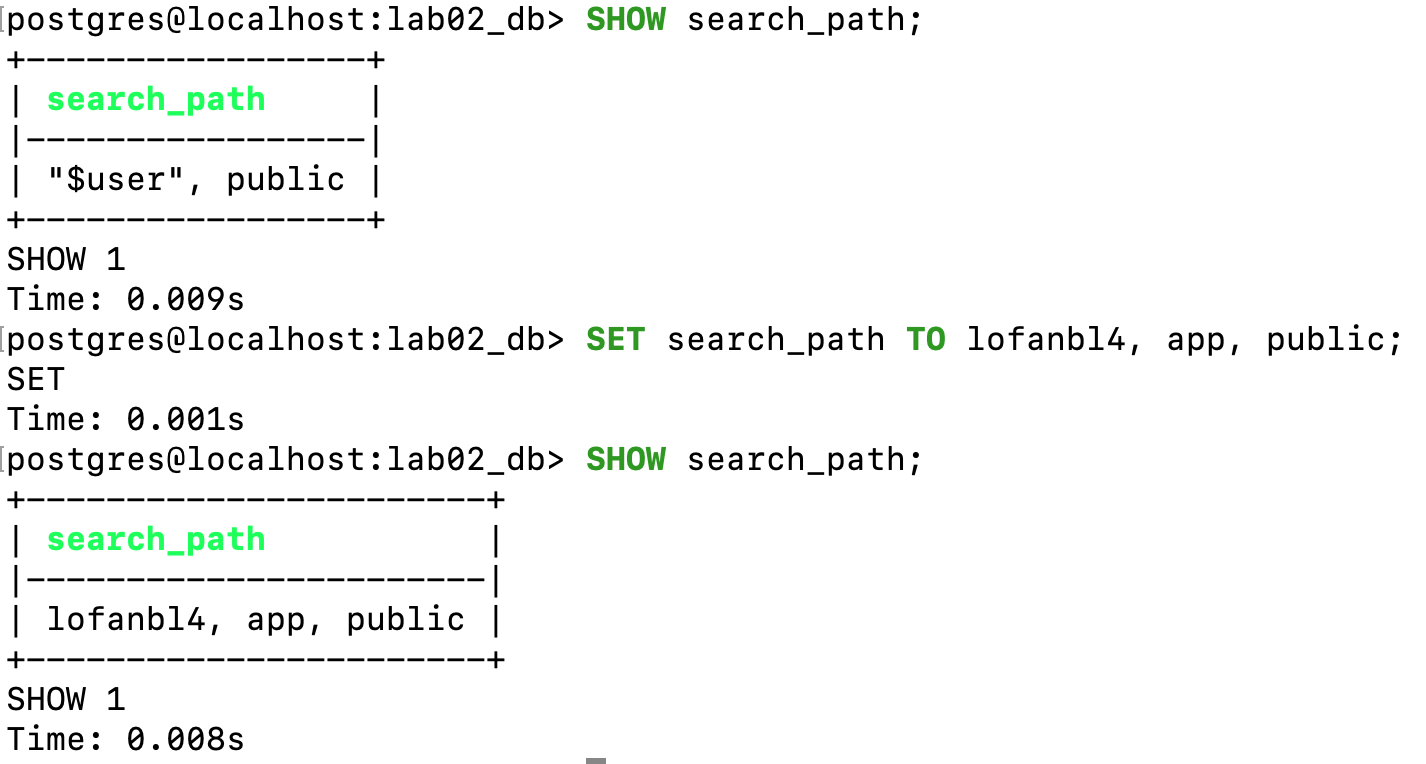 postgres@localhost:lab02_db> SHOW search_path;
+-----------------+
| search_path     |
|-----------------|
| "$user", public |
+-----------------+
SHOW 1
Time: 0.009s
postgres@localhost:lab02_db> SET search_path TO lofanbl4, app, public;
SET
Time: 0.001s
postgres@localhost:lab02_db> SHOW search_path;
+-----------------------+
| search_path           |
|-----------------------|
| lofanbl4, app, public |
+-----------------------+
SHOW 1
Time: 0.008s